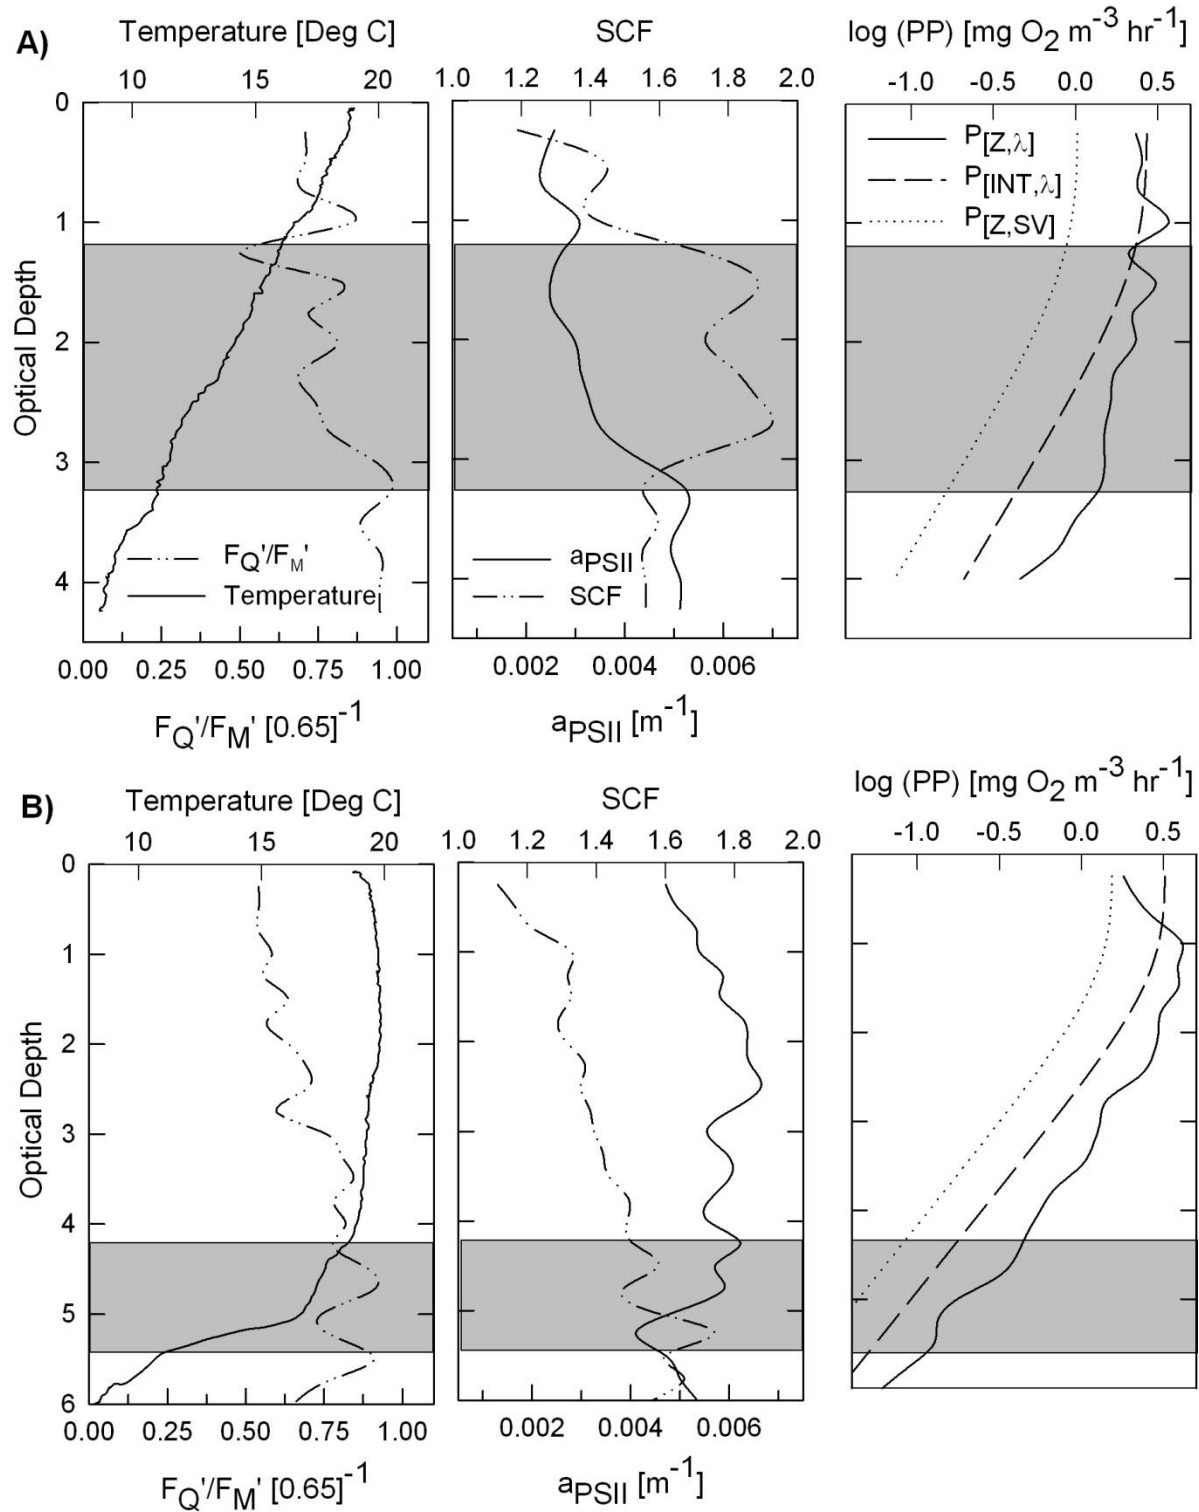 A)
Temperature [Deg C]
SCF
log (PP) [mg O2 m-3 hr-1]
10 15 20
1.0 1.2 1.4 1.6 1.8 2.0
-1.0 -0.5 0.0 0.5
0
1
2
3
4
Optical Depth
P[Z,λ]
P[INT,λ]
P[Z,SV]
FQ'/FM'
Temperature
aPSII
SCF
0.00 0.25 0.50 0.75 1.00
0.002 0.004 0.006
FQ'/FM' [0.65]-1
aPSII [m-1]
B)
Temperature [Deg C]
SCF
log (PP) [mg O2 m-3 hr-1]
10 15 20
1.0 1.2 1.4 1.6 1.8 2.0
-1.0 -0.5 0.0 0.5
0
1
2
3
4
5
6
Optical Depth
0.00 0.25 0.50 0.75 1.00
0.002 0.004 0.006
FQ'/FM' [0.65]-1
aPSII [m-1]